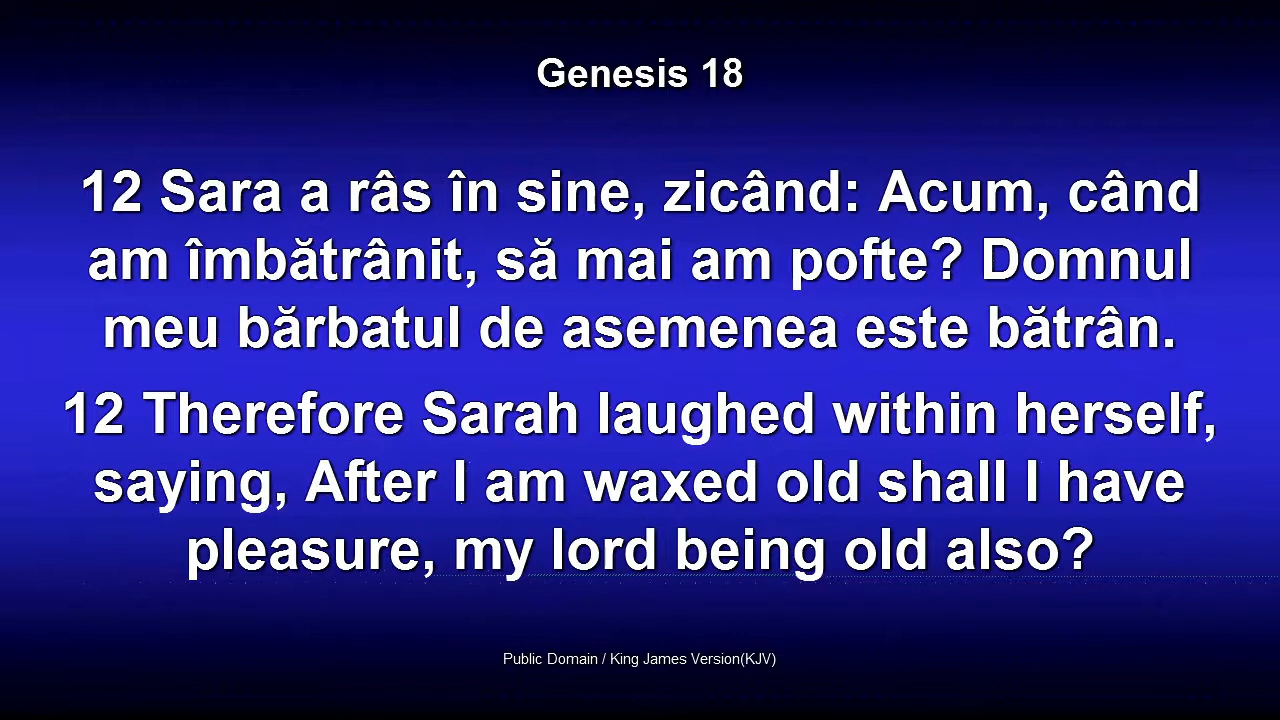 Genesis 18
12 Sara a râs în sine, zicând: Acum, când
am îmbătrânit, să mai am pofte? Domnul
meu bărbatul de asemenea este bătrân.
12 Therefore Sarah laughed within herself,
saying, After I am waxed old shall I have
pleasure, my lord being old also?
Public Domain / King James Version(KJV)